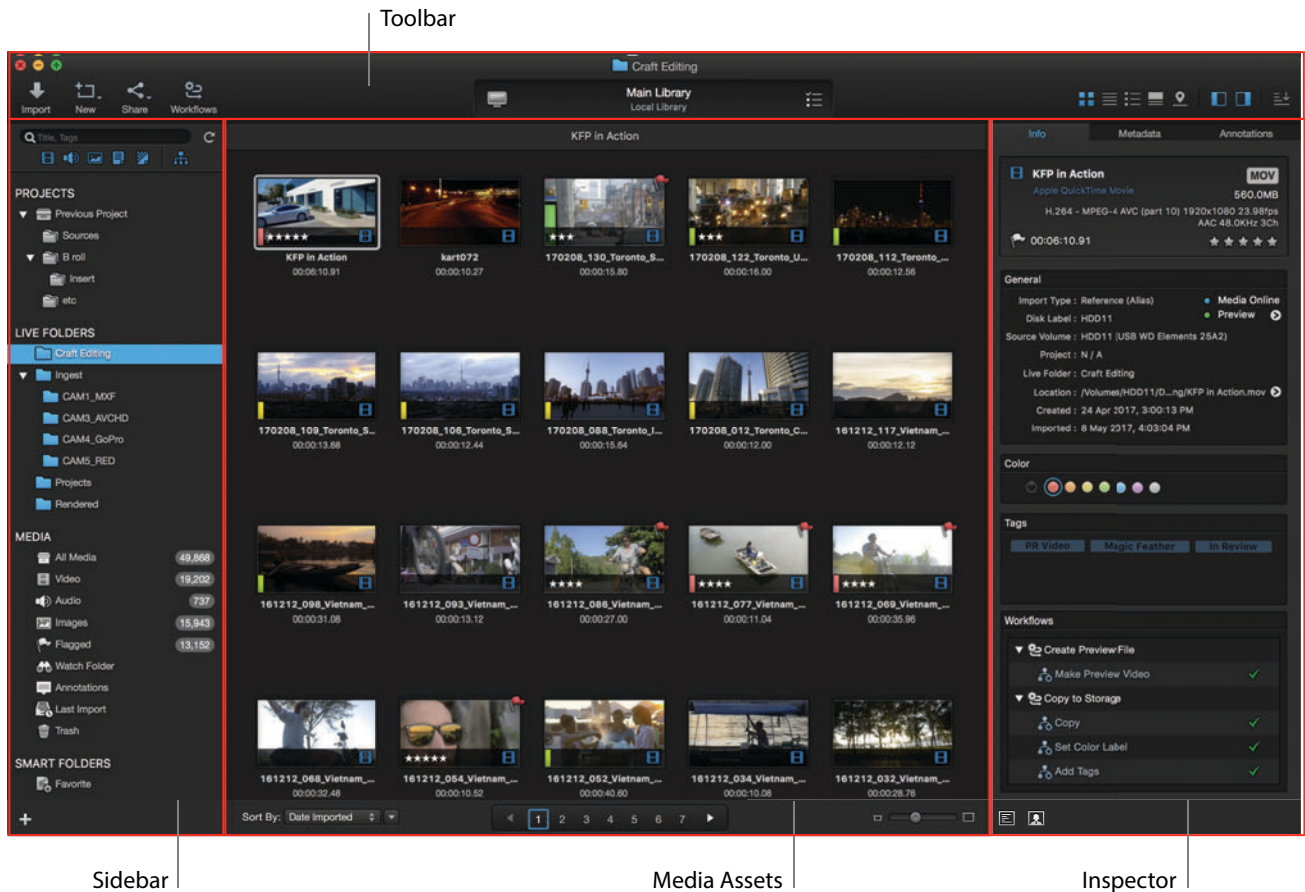 Toolbar
Craft Editing
Import
New
Share
Workflows
Main Library
Local Library
Title, Tags
PROJECTS
Previous Project
Sources
B roll
Insert
etc
LIVE FOLDERS
Craft Editing
Ingest
CAM1_MXF
CAM3_AVCHD
CAM4_GoPro
CAM5_RED
Projects
Rendered
MEDIA
All Media 49,868
Video 19,202
Audio 737
Images 15,943
Flagged 13,152
Watch Folder
Annotations
Last Import
Trash
SMART FOLDERS
Favorite
KFP in Action
KFP in Action
00:06:10.91
kart072
00:00:10.27
170208_130_Toronto_S...
00:00:15.80
170208_122_Toronto_U...
00:00:16.00
170208_112_Toronto_...
00:00:12.56
170208_109_Toronto_S...
00:00:13.68
170208_106_Toronto_S...
00:00:12.44
170208_088_Toronto_I...
00:00:15.64
170208_012_Toronto_C...
00:00:12.00
161212_117_Vietnam_...
00:00:12.12
161212_098_Vietnam_...
00:00:31.08
161212_093_Vietnam_...
00:00:13.12
161212_086_Vietnam_...
00:00:27.00
161212_077_Vietnam_...
00:00:11.04
161212_069_Vietnam_...
00:00:35.96
161212_068_Vietnam_...
00:00:32.48
161212_054_Vietnam_...
00:00:10.52
161212_052_Vietnam_...
00:00:40.60
161212_034_Vietnam_...
00:00:10.08
161212_032_Vietnam_...
00:00:28.76
Sort By: Date Imported
1 2 3 4 5 6 7
Info
Metadata
Annotations
KFP in Action MOV
Apple QuickTime Movie 560.0MB
H.264 - MPEG-4 AVC (part 10) 1920x1080 23.98fps
AAC 48.0KHz 3Ch
00:06:10.91
General
Import Type : Reference (Alias) Media Online
Disk Label : HDD11 Preview
Source Volume : HDD11 (USB WD Elements 25A2)
Project : N / A
Live Folder : Craft Editing
Location : /Volumes/HDD11/D...ng/KFP in Action.mov
Created : 24 Apr 2017, 3:00:13 PM
Imported : 8 May 2017, 4:03:04 PM
Color
Tags
PR Video
Magic Feather
In Review
Workflows
Create Preview File
Make Preview Video
Copy to Storage
Copy
Set Color Label
Add Tags
Sidebar
Media Assets
Inspector